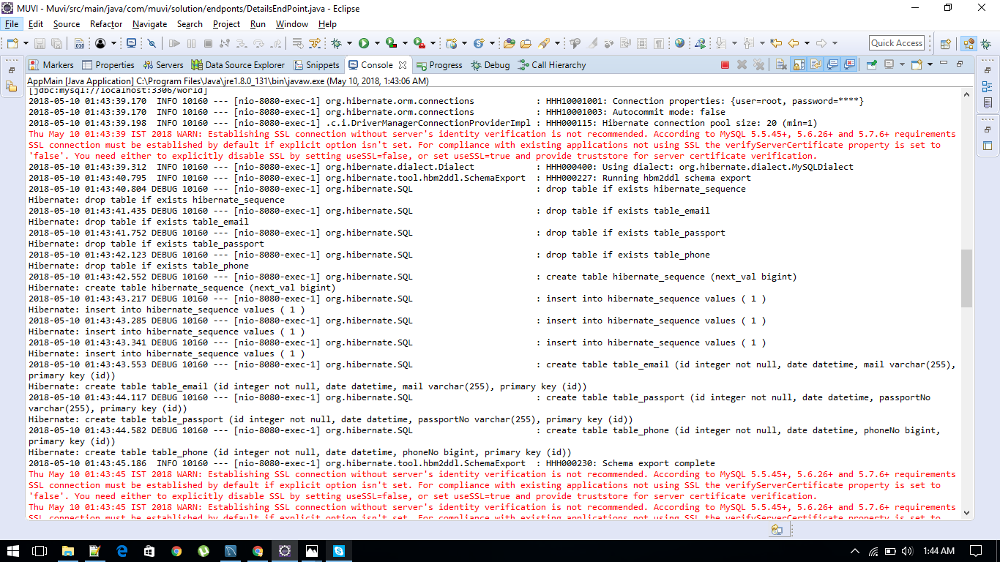 MUVI - Muvi/src/main/java/com/muvi/solution/endponts/DetailsEndPoint.java - Eclipse
File Edit Source Refactor Navigate Search Project Run Window Help
Quick Access
Markers Properties Servers Data Source Explorer Snippets Console Progress Debug Call Hierarchy
AppMain [Java Application] C:\Program Files\Java\jre1.8.0_131\bin\javaw.exe (May 10, 2018, 1:43:06 AM)
[jdbc:mysql://localhost:3306/world]
2018-05-10 01:43:39.170  INFO 10160 --- [nio-8080-exec-1] org.hibernate.orm.connections            : HHH10001001: Connection properties: {user=root, password=****}
2018-05-10 01:43:39.170  INFO 10160 --- [nio-8080-exec-1] org.hibernate.orm.connections            : HHH10001003: Autocommit mode: false
2018-05-10 01:43:39.198  INFO 10160 --- [nio-8080-exec-1] .c.i.DriverManagerConnectionProviderImpl : HHH000115: Hibernate connection pool size: 20 (min=1)
Thu May 10 01:43:39 IST 2018 WARN: Establishing SSL connection without server's identity verification is not recommended. According to MySQL 5.5.45+, 5.6.26+ and 5.7.6+ requirements
SSL connection must be established by default if explicit option isn't set. For compliance with existing applications not using SSL the verifyServerCertificate property is set to
'false'. You need either to explicitly disable SSL by setting useSSL=false, or set useSSL=true and provide truststore for server certificate verification.
2018-05-10 01:43:39.312  INFO 10160 --- [nio-8080-exec-1] org.hibernate.dialect.Dialect            : HHH000400: Using dialect: org.hibernate.dialect.MySQLDialect
2018-05-10 01:43:40.795  INFO 10160 --- [nio-8080-exec-1] org.hibernate.tool.hbm2ddl.SchemaExport  : HHH000227: Running hbm2ddl schema export
2018-05-10 01:43:40.804 DEBUG 10160 --- [nio-8080-exec-1] org.hibernate.SQL                        : drop table if exists hibernate_sequence
Hibernate: drop table if exists hibernate_sequence
2018-05-10 01:43:41.435 DEBUG 10160 --- [nio-8080-exec-1] org.hibernate.SQL                        : drop table if exists table_email
Hibernate: drop table if exists table_email
2018-05-10 01:43:41.752 DEBUG 10160 --- [nio-8080-exec-1] org.hibernate.SQL                        : drop table if exists table_passport
Hibernate: drop table if exists table_passport
2018-05-10 01:43:42.123 DEBUG 10160 --- [nio-8080-exec-1] org.hibernate.SQL                        : drop table if exists table_phone
Hibernate: drop table if exists table_phone
2018-05-10 01:43:42.552 DEBUG 10160 --- [nio-8080-exec-1] org.hibernate.SQL                        : create table hibernate_sequence (next_val bigint)
Hibernate: create table hibernate_sequence (next_val bigint)
2018-05-10 01:43:43.217 DEBUG 10160 --- [nio-8080-exec-1] org.hibernate.SQL                        : insert into hibernate_sequence values ( 1 )
Hibernate: insert into hibernate_sequence values ( 1 )
2018-05-10 01:43:43.285 DEBUG 10160 --- [nio-8080-exec-1] org.hibernate.SQL                        : insert into hibernate_sequence values ( 1 )
Hibernate: insert into hibernate_sequence values ( 1 )
2018-05-10 01:43:43.341 DEBUG 10160 --- [nio-8080-exec-1] org.hibernate.SQL                        : insert into hibernate_sequence values ( 1 )
Hibernate: insert into hibernate_sequence values ( 1 )
2018-05-10 01:43:43.553 DEBUG 10160 --- [nio-8080-exec-1] org.hibernate.SQL                        : create table table_email (id integer not null, date datetime, mail varchar(255),
primary key (id))
Hibernate: create table table_email (id integer not null, date datetime, mail varchar(255), primary key (id))
2018-05-10 01:43:44.117 DEBUG 10160 --- [nio-8080-exec-1] org.hibernate.SQL                        : create table table_passport (id integer not null, date datetime, passportNo
varchar(255), primary key (id))
Hibernate: create table table_passport (id integer not null, date datetime, passportNo varchar(255), primary key (id))
2018-05-10 01:43:44.582 DEBUG 10160 --- [nio-8080-exec-1] org.hibernate.SQL                        : create table table_phone (id integer not null, date datetime, phoneNo bigint,
primary key (id))
Hibernate: create table table_phone (id integer not null, date datetime, phoneNo bigint, primary key (id))
2018-05-10 01:43:45.186  INFO 10160 --- [nio-8080-exec-1] org.hibernate.tool.hbm2ddl.SchemaExport  : HHH000230: Schema export complete
Thu May 10 01:43:45 IST 2018 WARN: Establishing SSL connection without server's identity verification is not recommended. According to MySQL 5.5.45+, 5.6.26+ and 5.7.6+ requirements
SSL connection must be established by default if explicit option isn't set. For compliance with existing applications not using SSL the verifyServerCertificate property is set to
'false'. You need either to explicitly disable SSL by setting useSSL=false, or set useSSL=true and provide truststore for server certificate verification.
Thu May 10 01:43:45 IST 2018 WARN: Establishing SSL connection without server's identity verification is not recommended. According to MySQL 5.5.45+, 5.6.26+ and 5.7.6+ requirements
SSL connection must be established by default if explicit option isn't set. For compliance with existing applications not using SSL the verifyServerCertificate property is set to
1:44 AM